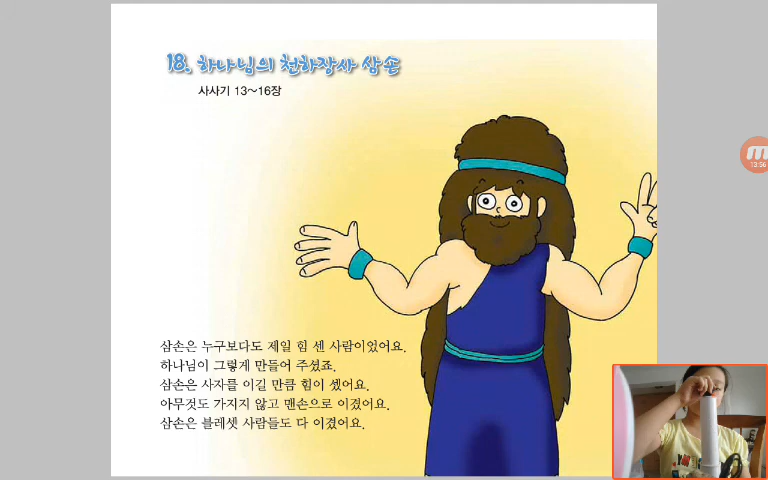 18. 하나님의 천하장사 삼손
사사기 13~16장
삼손은 누구보다도 제일 힘 센 사람이었어요.
하나님이 그렇게 만들어 주셨죠.
삼손은 사자를 이길 만큼 힘이 셌어요.
아무것도 가지지 않고 맨손으로 이겼어요.
삼손은 블레셋 사람들도 다 이겼어요.
13:56